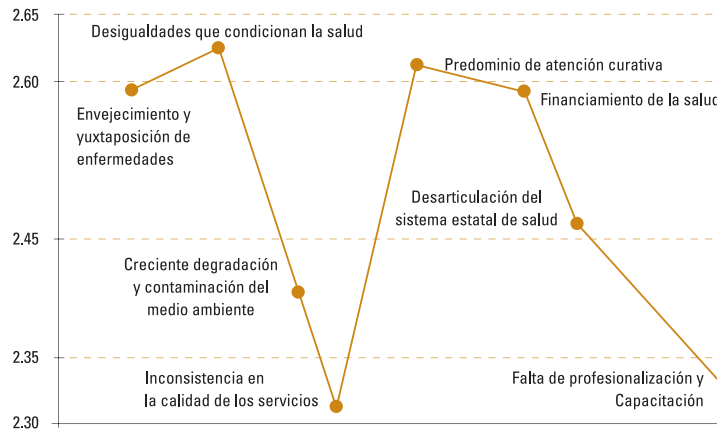 2.65
Desigualdades que condicionan la salud
2.60
Predominio de atención curativa
Financiamiento de la salud
Envejecimiento y
yuxtaposición de
enfermedades
Desarticulación del
sistema estatal de salud
2.45
Creciente degradación
y contaminación del
medio ambiente
2.35
Inconsistencia en
la calidad de los servicios
Falta de profesionalización y
Capacitación
2.30